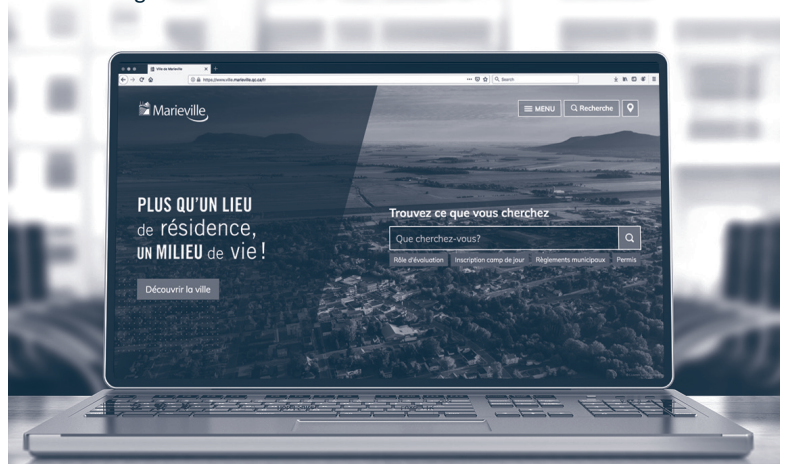 Ville de Marieville
https://www.ville.marieville.qc.ca/fr
Search
Marieville
MENU
Recherche
PLUS QU'UN LIEU
de résidence,
UN MILIEU de vie !
Découvrir la ville
Trouvez ce que vous cherchez
Que cherchez-vous?
Rôle d'évaluation
Inscription camp de jour
Règlements municipaux
Permis